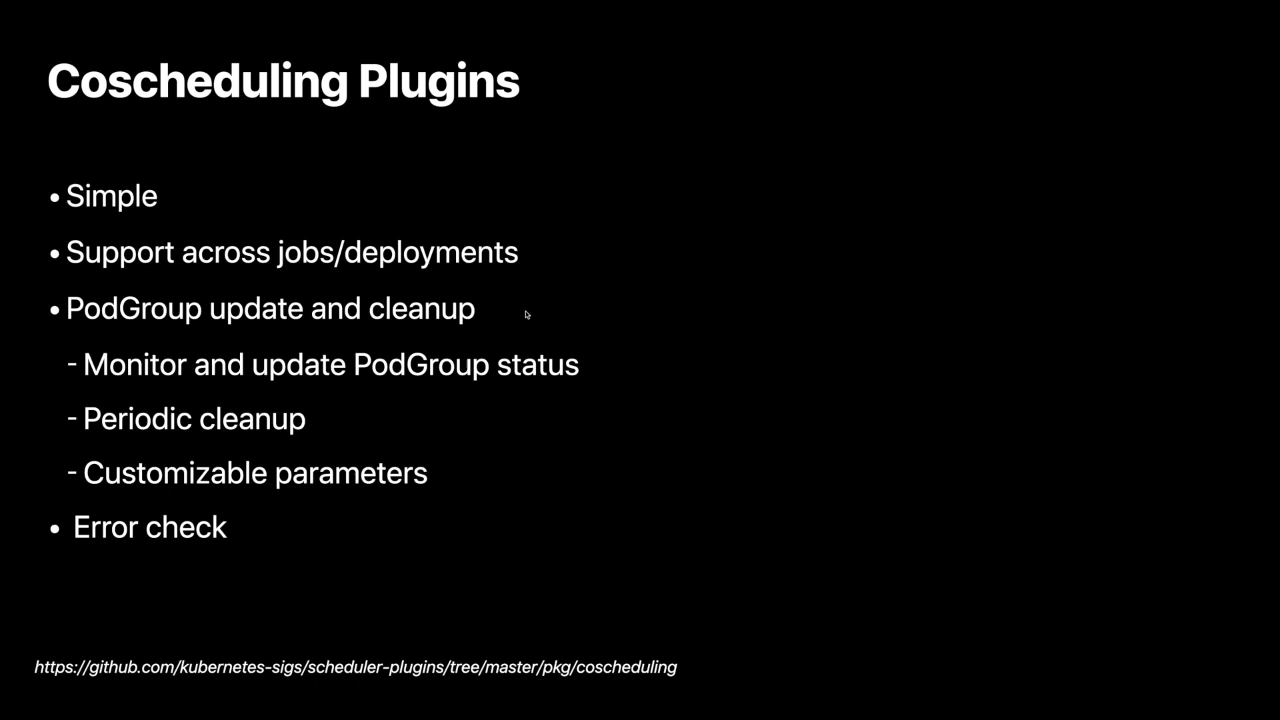 Coscheduling Plugins
• Simple
• Support across jobs/deployments
• PodGroup update and cleanup
- Monitor and update PodGroup status
- Periodic cleanup
- Customizable parameters
• Error check
https://github.com/kubernetes-sigs/scheduler-plugins/tree/master/pkg/coscheduling